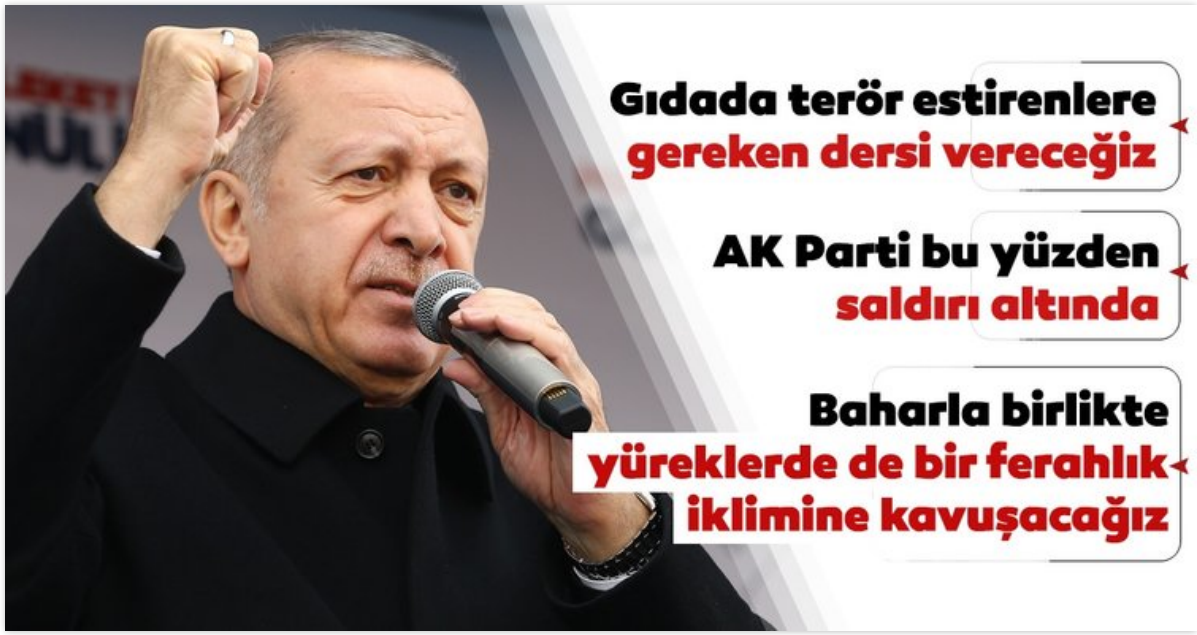 Gıdada terör estirenlere
gereken dersi vereceğiz
AK Parti bu yüzden
saldırı altında
Baharla birlikte
yüreklerde de bir ferahlık
iklimine kavuşacağız